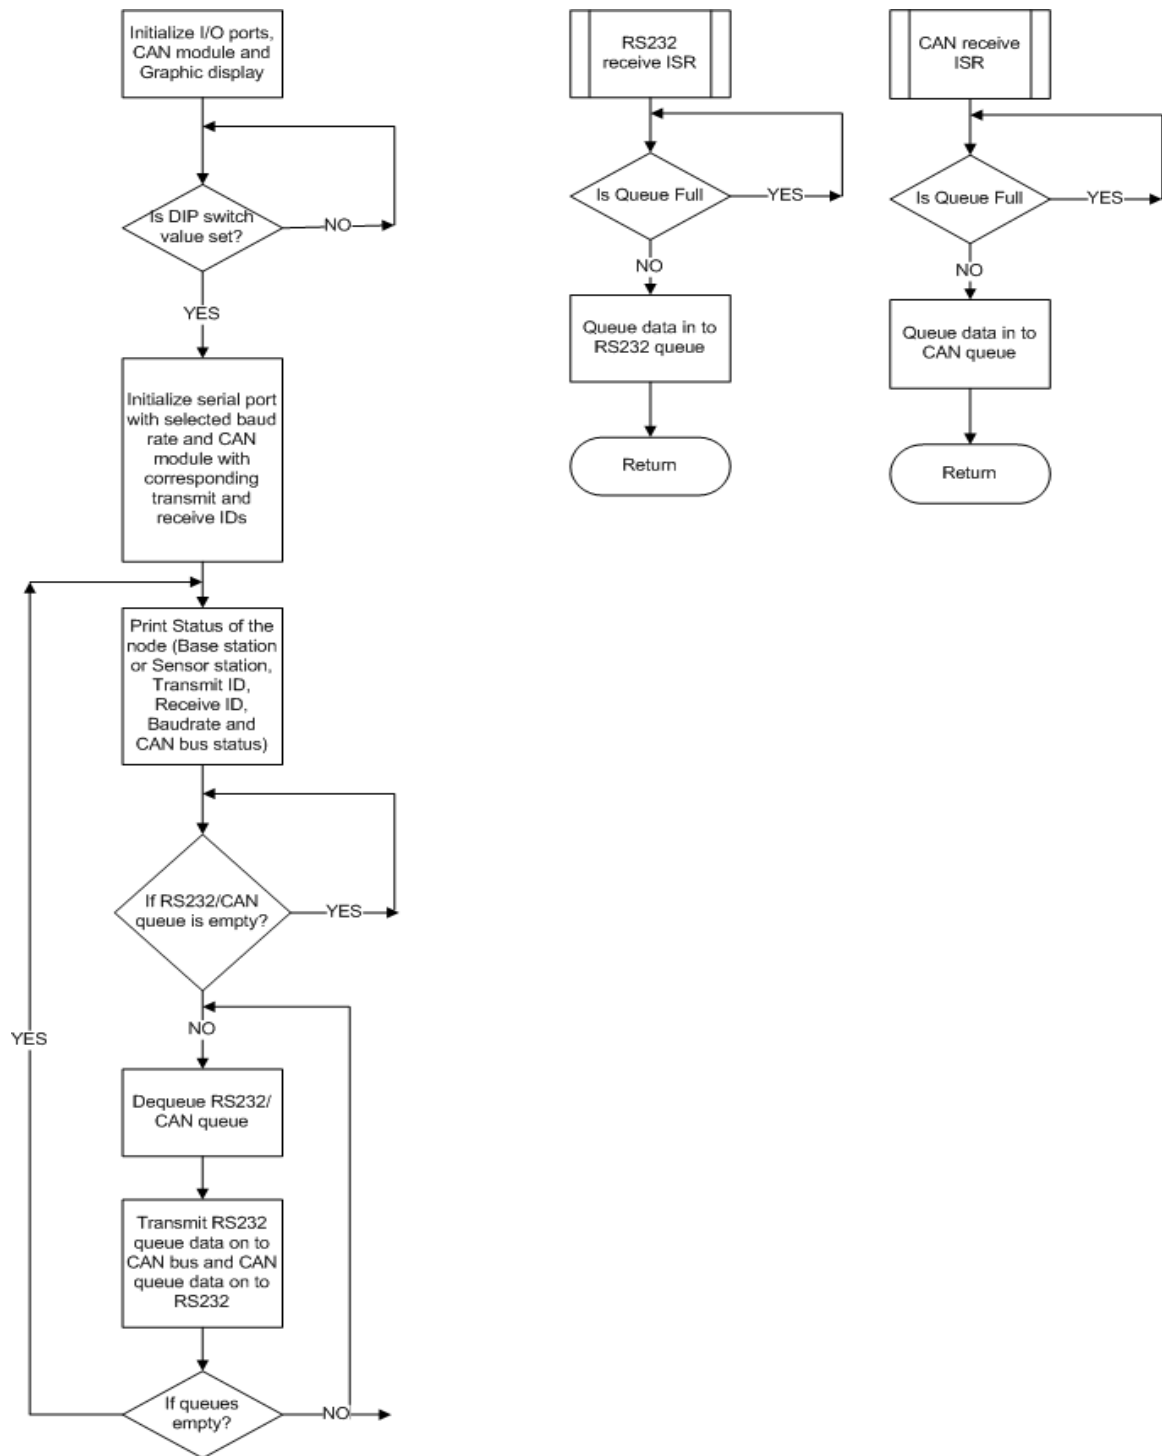 Initialize I/O ports,
CAN module and
Graphic display
Is DIP switch
value set?
NO
YES
Initialize serial port
with selected baud
rate and CAN
module with
corresponding
transmit and
receive IDs
Print Status of the
node (Base station
or Sensor station,
Transmit ID,
Receive ID,
Baudrate and
CAN bus status)
If RS232/CAN
queue is empty?
YES
NO
YES
Dequeue RS232/
CAN queue
Transmit RS232
queue data on to
CAN bus and CAN
queue data on to
RS232
If queues
empty?
NO
RS232
receive ISR
Is Queue Full
YES
NO
Queue data in to
RS232 queue
Return
CAN receive
ISR
Is Queue Full
YES
NO
Queue data in to
CAN queue
Return